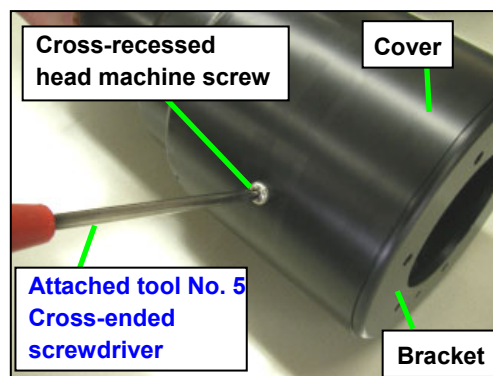 Cross-recessed
head machine screw
Cover
Attached tool No. 5
Cross-ended
screwdriver
Bracket